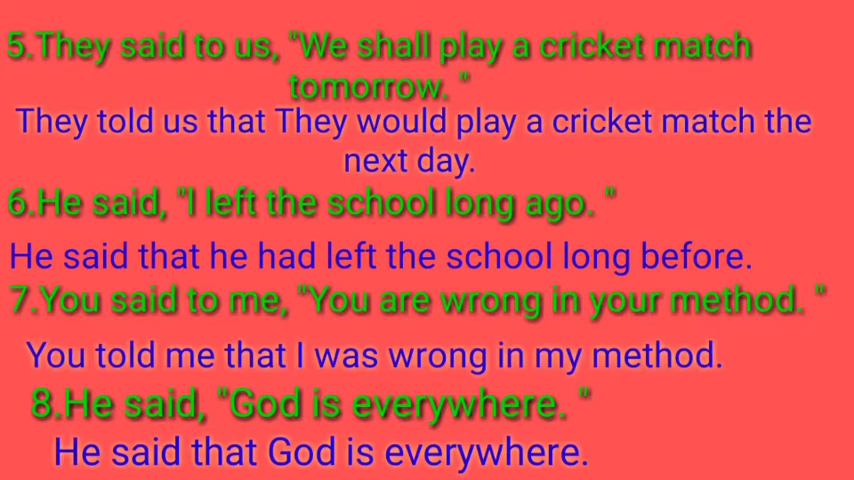 5.They said to us, "We shall play a cricket match
tomorrow. "
They told us that They would play a cricket match the
next day.
6.He said, "I left the school long ago. "
He said that he had left the school long before.
7.You said to me, "You are wrong in your method. "
You told me that I was wrong in my method.
8.He said, "God is everywhere. "
He said that God is everywhere.